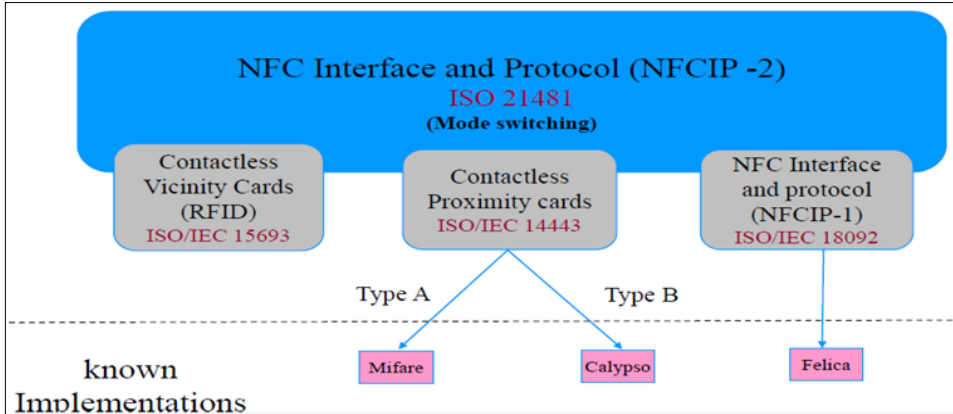 NFC Interface and Protocol (NFCIP -2)
ISO 21481
(Mode switching)
Contactless
Vicinity Cards
(RFID)
ISO/IEC 15693
Contactless
Proximity cards
ISO/IEC 14443
NFC Interface
and protocol
(NFCIP-1)
ISO/IEC 18092
Type A
Type B
known
Implementations
Mifare
Calypso
Felica